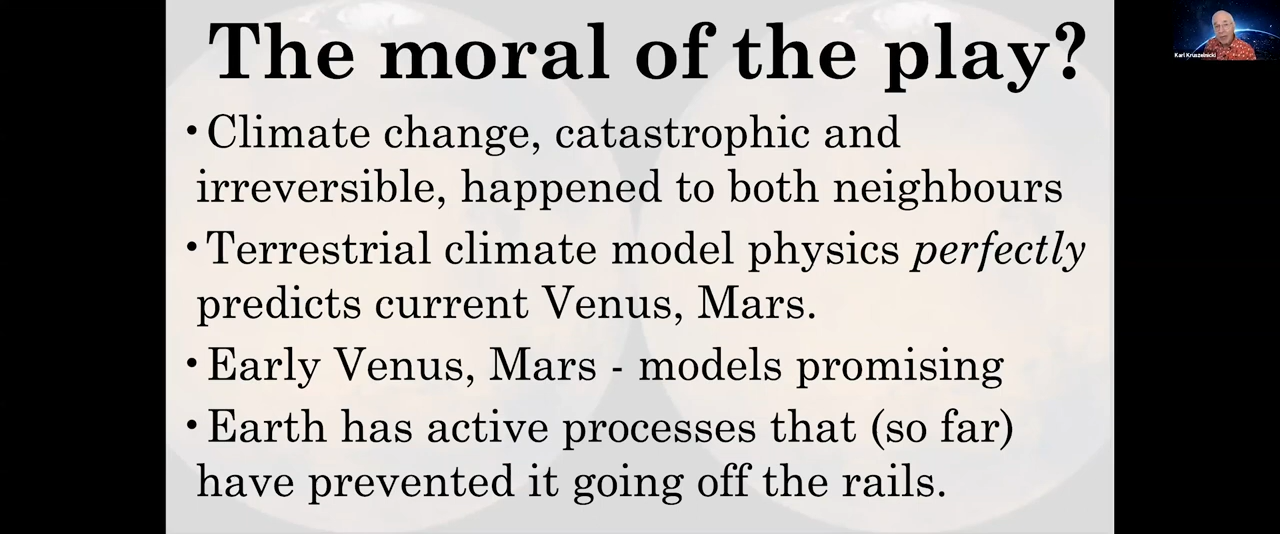 The moral of the play?
•Climate change, catastrophic and
irreversible, happened to both neighbours
•Terrestrial climate model physics perfectly
predicts current Venus, Mars.
•Early Venus, Mars - models promising
•Earth has active processes that (so far)
have prevented it going off the rails.
Karl Kruszelnicki